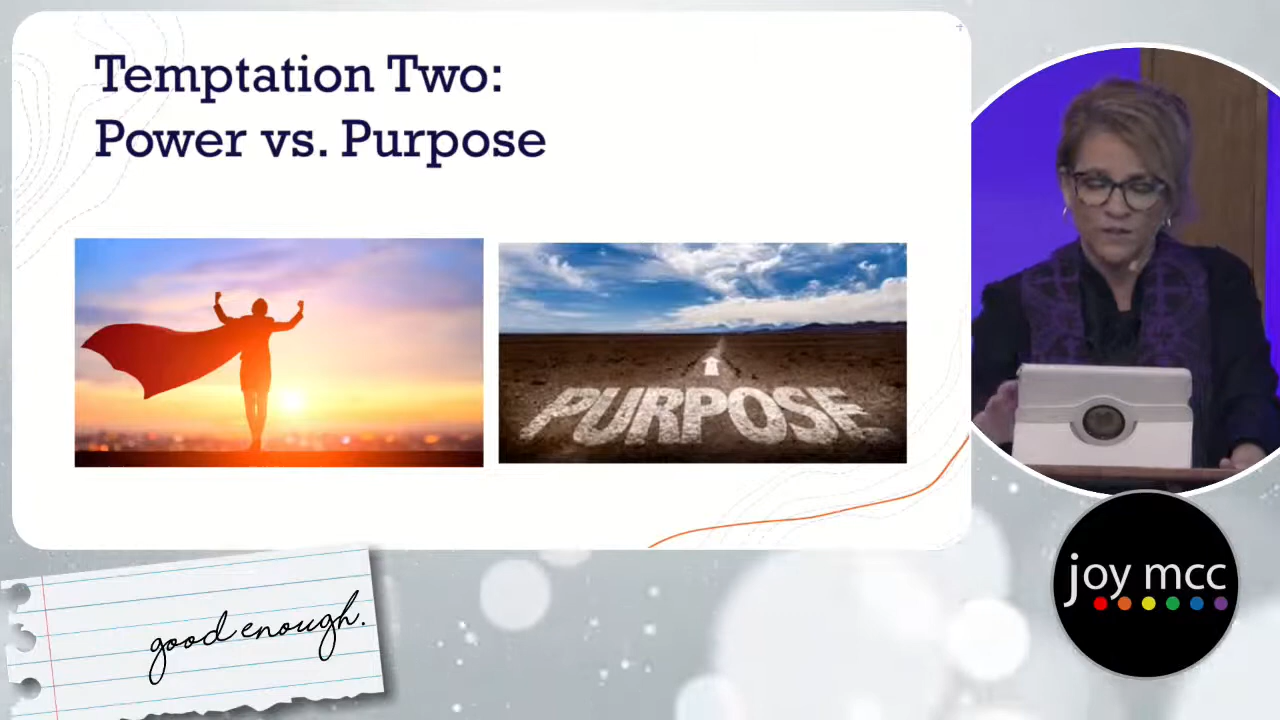 Temptation Two:
Power vs. Purpose
PURPOSE
good enough.
joy mcc